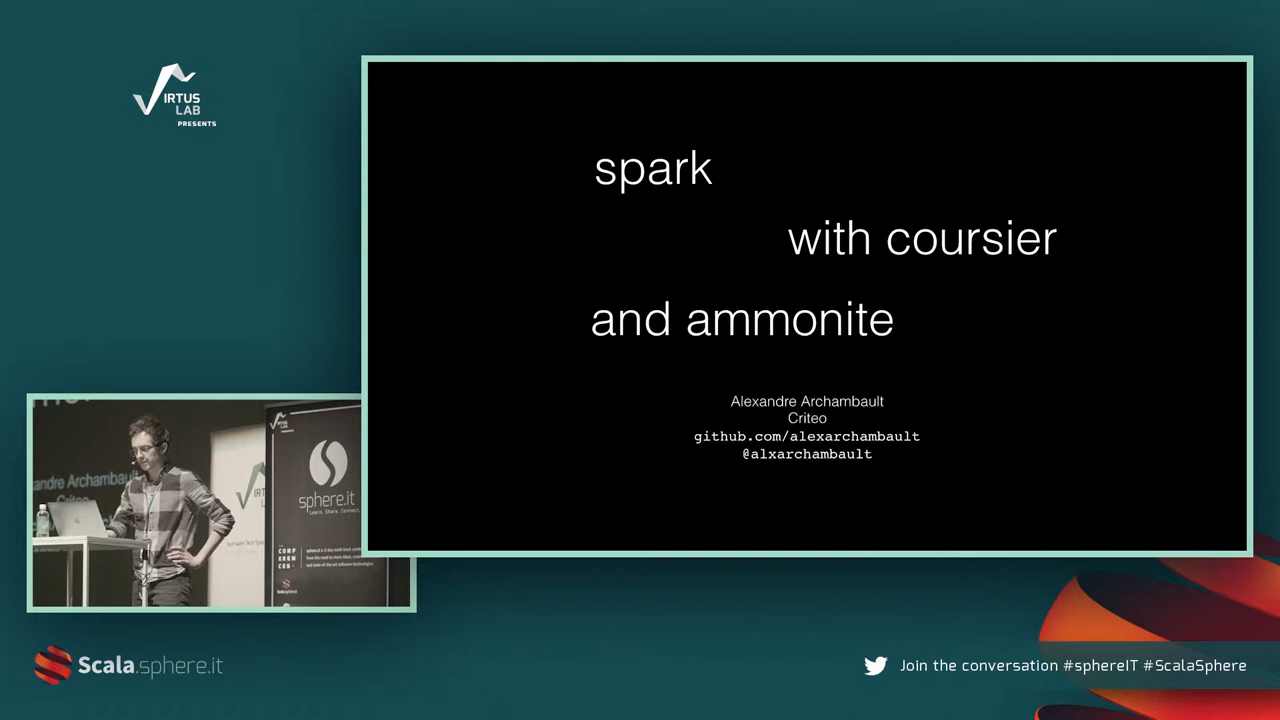 VIRTUS
LAB
PRESENTS
spark
with coursier
and ammonite
Alexandre Archambault
Criteo
github.com/alexarchambault
@alxarchambault
andre Archambault
Criteo
sphere.it
Learn. Share. Connect.
Scala.sphere.it
Join the conversation #sphereIT #ScalaSphere